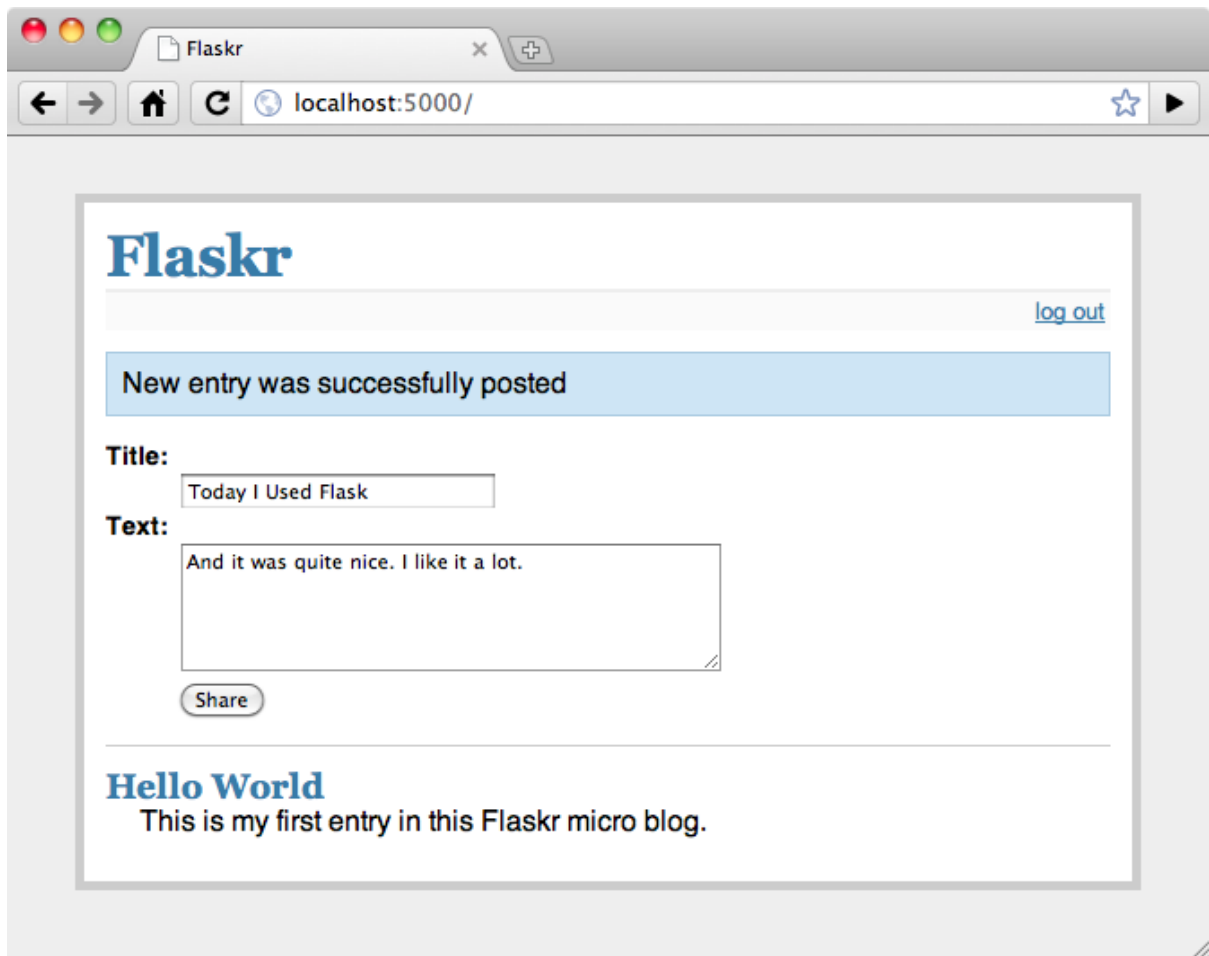 Flaskr
localhost:5000/
Flaskr
log out
New entry was successfully posted
Title:
Today I Used Flask
Text:
And it was quite nice. I like it a lot.
Share
Hello World
This is my first entry in this Flaskr micro blog.